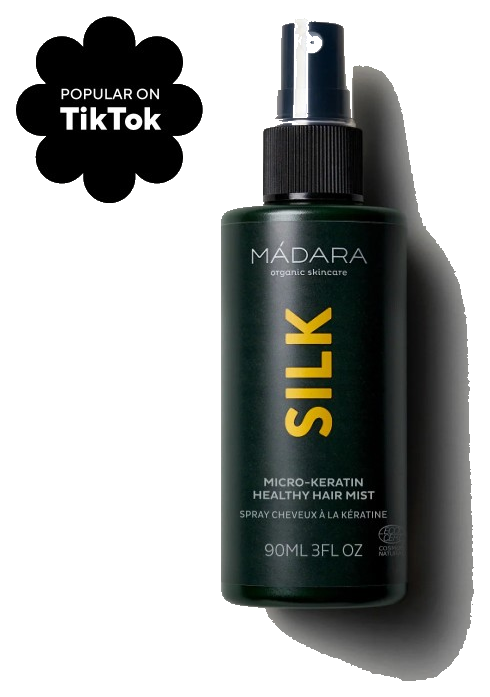 POPULAR ON
TikTok
MÁDARA
organic skincare
SILK
MICRO-KERATIN
HEALTHY HAIR MIST
SPRAY CHEVEUX À LA KÉRATINE
90ML 3FL OZ